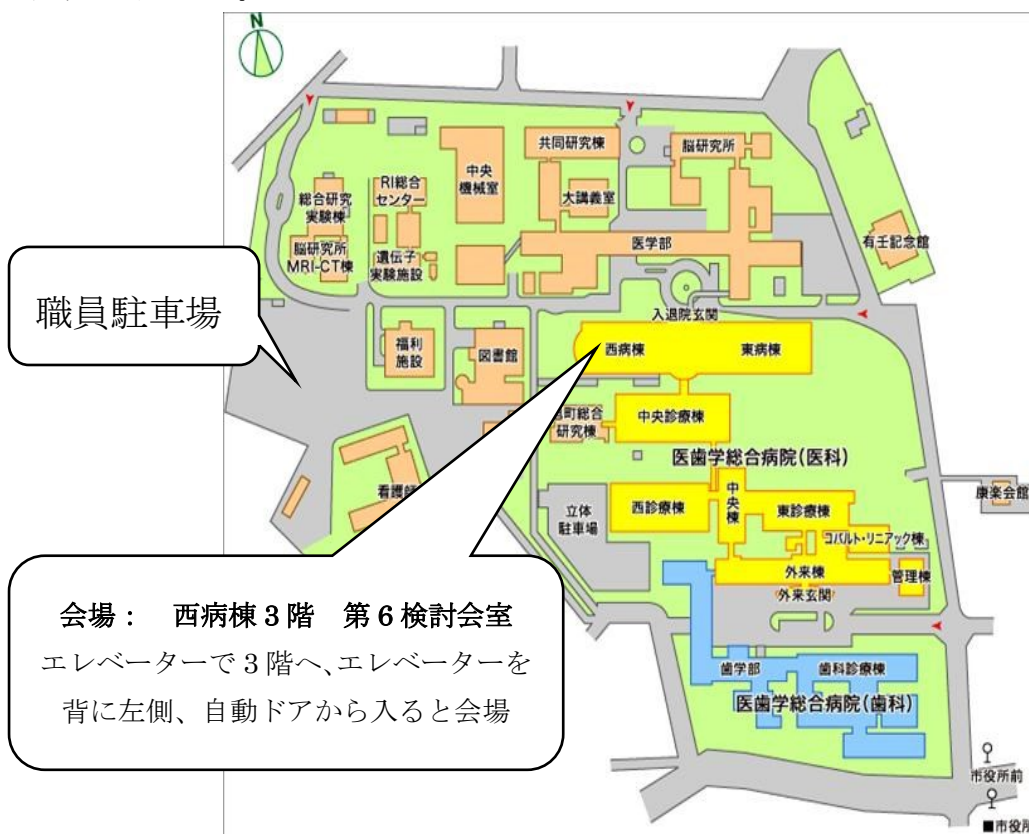 N
共同研究棟
脳研究所
中央
機械室
RI総合
センター
大講義室
総合研究
実験棟
医学部
有壬記念館
脳研究所
MRI-CT棟
遺伝子
実験施設
職員駐車場
入退院玄関
福利
施設
図書館
西病棟
東病棟
町総合
研究棟
中央診療棟
医歯学総合病院(医科)
看護師
立体
駐車場
西診療棟
中央棟
東診療棟
康楽会館
コバルト・リニアック棟
外来棟
管理棟
外来玄関
会場： 西病棟3階 第6検討会室
エレベーターで3階へ、エレベーターを
背に左側、自動ドアから入ると会場
歯学部
歯科診療棟
医歯学総合病院(歯科)
市役所前
■市役所